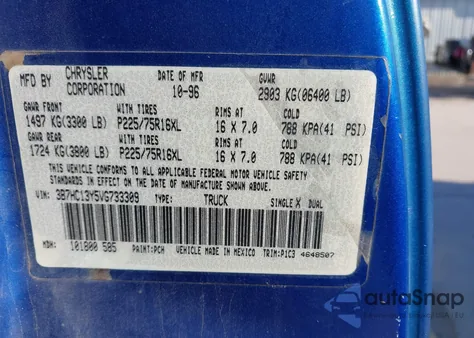 MFD BY CHRYSLER CORPORATION DATE OF MFR 10-96 GVWR 2903 KG(06400 LB)
GAWR FRONT WITH TIRES RIMS AT COLD
1497 KG(3300 LB) P225/75R16XL 16 X 7.0 788 KPA(41 PSI)
GAWR REAR WITH TIRES RIMS AT COLD
1724 KG(3800 LB) P225/75R16XL 16 X 7.0 788 KPA(41 PSI)
THIS VEHICLE CONFORMS TO ALL APPLICABLE FEDERAL MOTOR VEHICLE
SAFETY STANDARDS IN EFFECT ON THE DATE OF MANUFACTURE SHOWN ABOVE
VIN: 3B7HC13Y5VG733309 TYPE: TRUCK SINGLE X DUAL
MDH: 101800 585 PAINT: PCH VEHICLE MADE IN MEXICO TRIM: PIC3 4648507
autoSnap